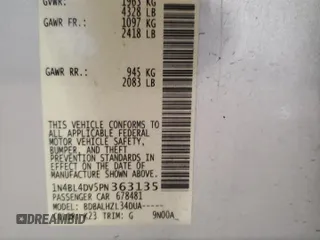 GVWR: 1963 KG
4328 LB
GAWR FR.: 1097 KG
2418 LB
GAWR RR.: 945 KG
2083 LB
THIS VEHICLE CONFORMS TO
ALL APPLICABLE FEDERAL
MOTOR VEHICLE SAFETY,
BUMPER, AND THEFT
PREVENTION STANDARDS IN
EFFECT ON THE DATE OF
MANUFACTURE SHOWN ABOVE.
1N4BL4DV5PN363135
PASSENGER CAR 678481
MODEL: BDBALHZL34DUA-----
K23 TRIM: G 9N00A
DREAMBID